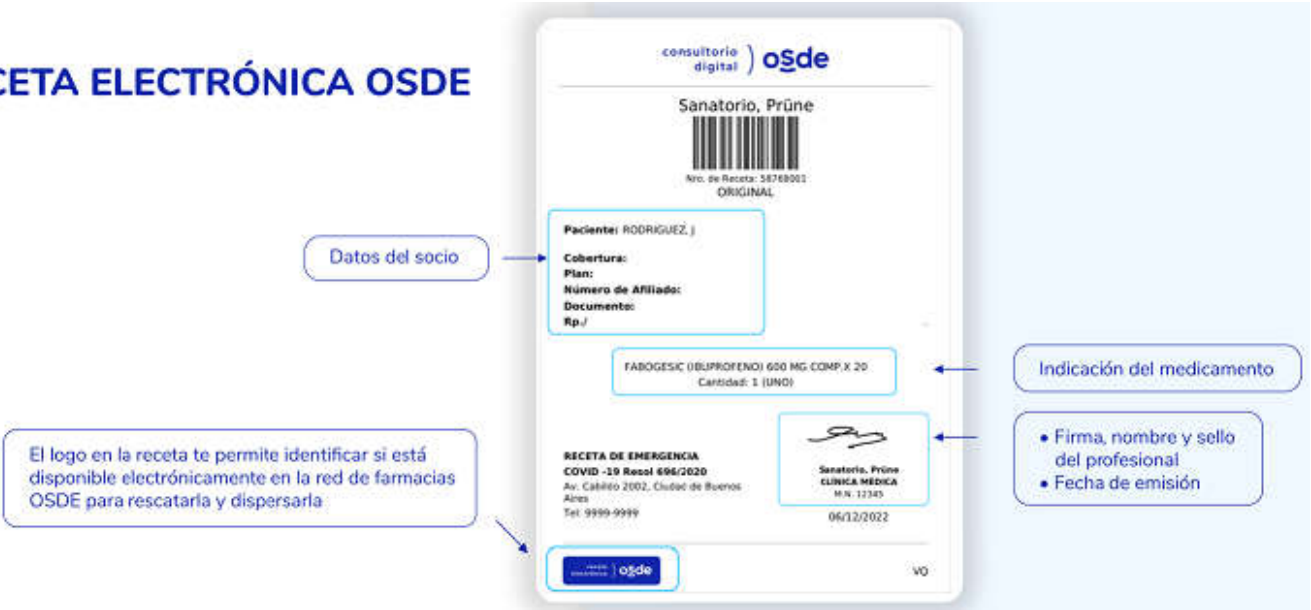 CETA ELECTRÓNICA OSDE
consultorio
digital
osde
Sanatorio, Prüne
Nro. de Receta: 58768001
ORIGINAL
Datos del socio
Paciente: RODRIGUEZ, J
Cobertura:
Plan:
Número de Afiliado:
Documento:
Rp./
FABOGESIC (IBUPROFENO) 600 MG COMP.X 20
Cantidad: 1 (UNO)
Indicación del medicamento
El logo en la receta te permite identificar si está
disponible electrónicamente en la red de farmacias
OSDE para rescatarla y dispersarla
RECETA DE EMERGENCIA
COVID -19 Resol 696/2020
Av. Cabildo 2002, Ciudad de Buenos
Aires
Tel: 9999-9999
Sanatorio, Prüne
CLÍNICA MÉDICA
M.N. 12345
06/12/2022
• Firma, nombre y sello
del profesional
• Fecha de emisión
osde
VO